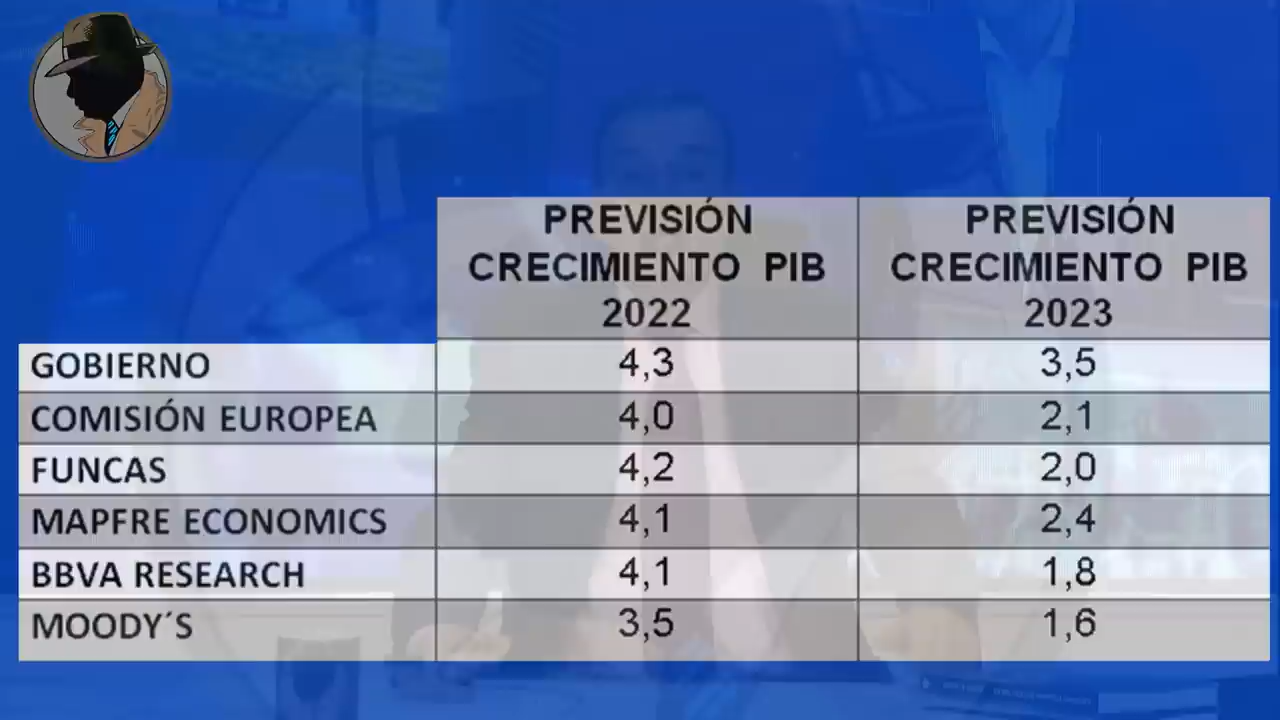 PREVISIÓN CRECIMIENTO PIB 2022
PREVISIÓN CRECIMIENTO PIB 2023
GOBIERNO 4,3 3,5
COMISIÓN EUROPEA 4,0 2,1
FUNCAS 4,2 2,0
MAPFRE ECONOMICS 4,1 2,4
BBVA RESEARCH 4,1 1,8
MOODY´S 3,5 1,6